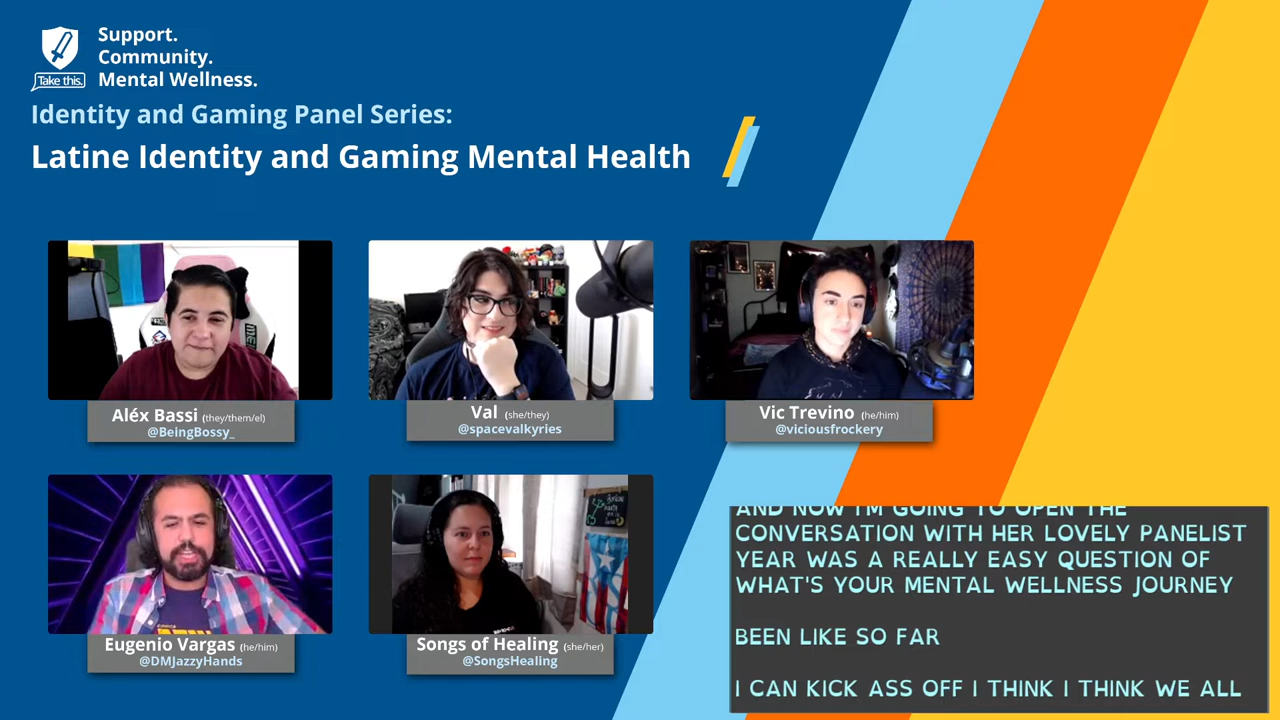 Support.
Community.
Mental Wellness.
Take this.
Identity and Gaming Panel Series:
Latine Identity and Gaming Mental Health
Aléx Bassi (they/them/el)
@BeingBossy_
Val (she/they)
@spacevalkyries
Vic Trevino (he/him)
@viciousfrockery
Eugenio Vargas (he/him)
@DMJazzyHands
Songs of Healing (she/her)
@SongsHealing
AND NOW I'M GOING TO OPEN THE
CONVERSATION WITH HER LOVELY PANELIST
YEAR WAS A REALLY EASY QUESTION OF
WHAT'S YOUR MENTAL WELLNESS JOURNEY
BEEN LIKE SO FAR
I CAN KICK ASS OFF I THINK I THINK WE ALL